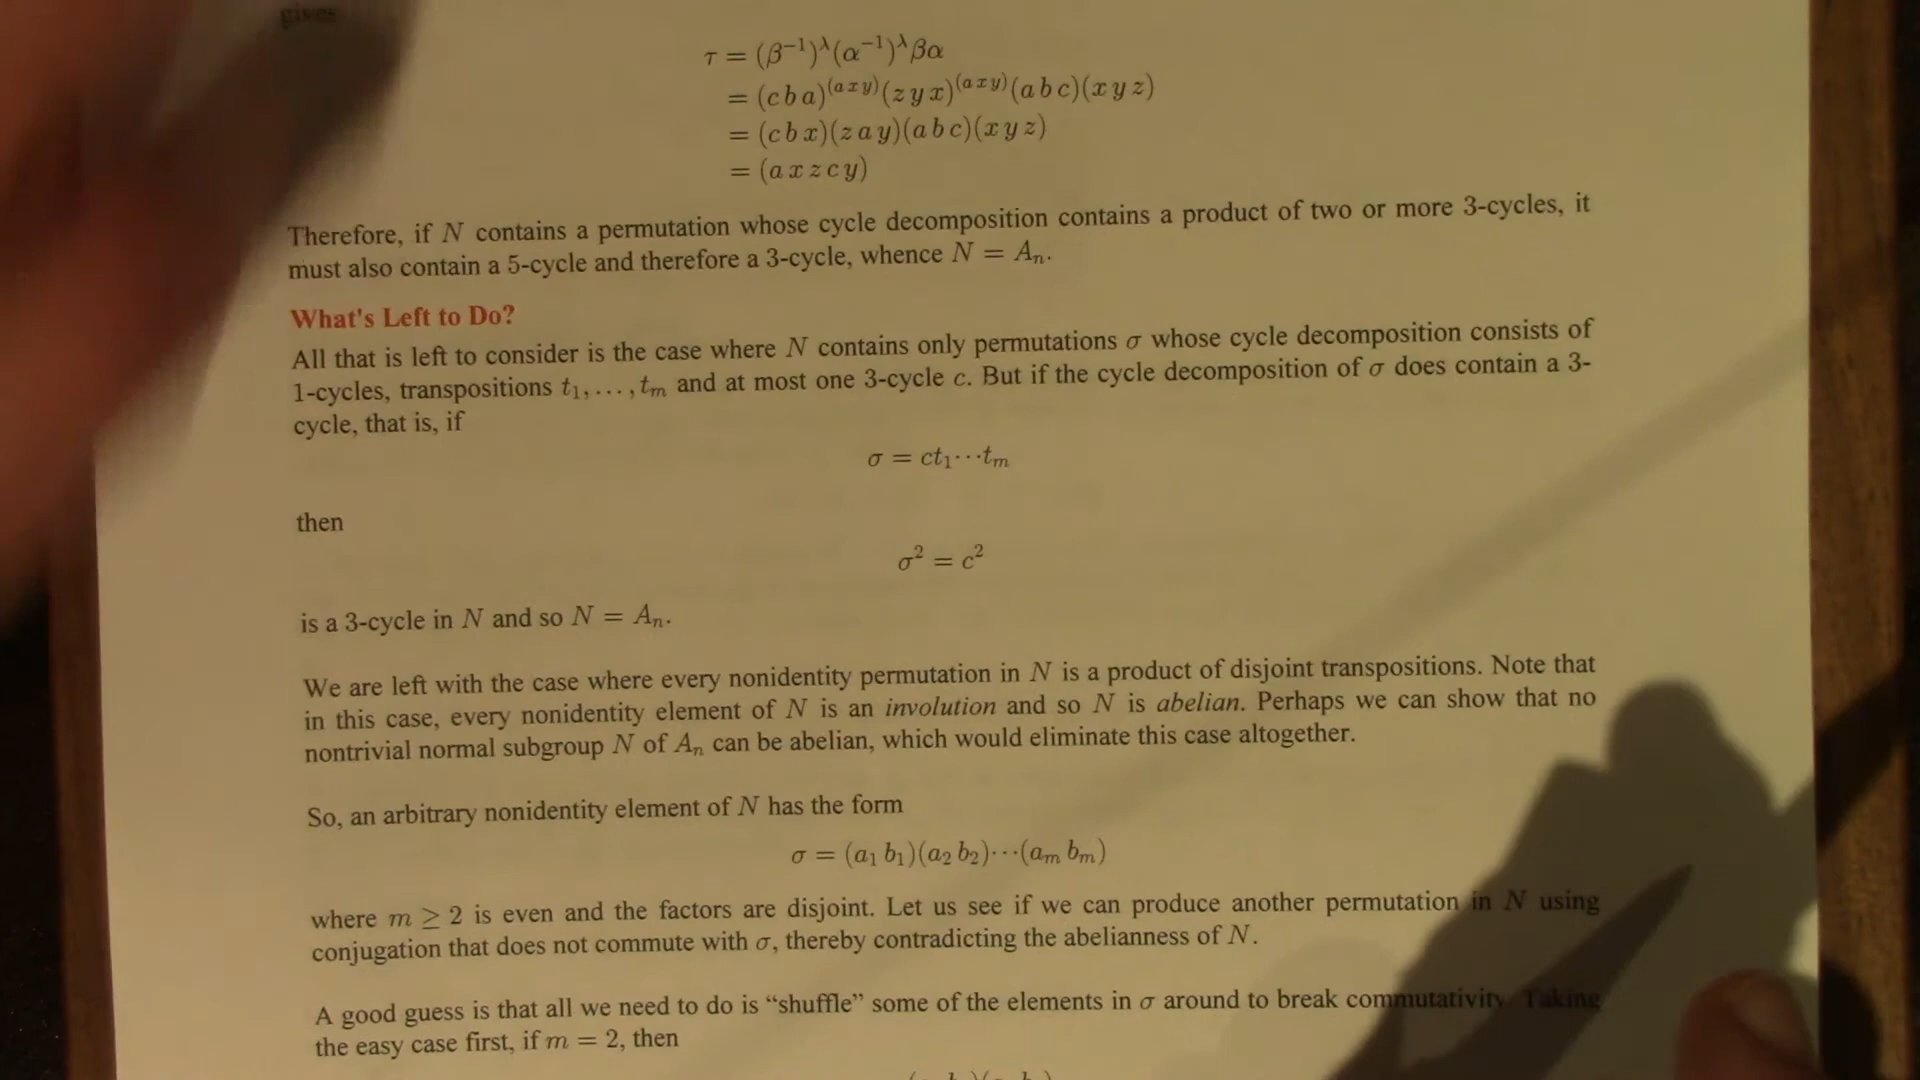 gives
τ = (β⁻¹)^λ(α⁻¹)^λβα
= (c b a)^(a x y)(z y x)^(a x y)(a b c)(x y z)
= (c b x)(z a y)(a b c)(x y z)
= (a x z c y)
Therefore, if N contains a permutation whose cycle decomposition contains a product of two or more 3-cycles, it
must also contain a 5-cycle and therefore a 3-cycle, whence N = Aₙ.
What's Left to Do?
All that is left to consider is the case where N contains only permutations σ whose cycle decomposition consists of
1-cycles, transpositions t₁, . . . , tₘ and at most one 3-cycle c. But if the cycle decomposition of σ does contain a 3-
cycle, that is, if
σ = ct₁⋯tₘ
then
σ² = c²
is a 3-cycle in N and so N = Aₙ.
We are left with the case where every nonidentity permutation in N is a product of disjoint transpositions. Note that
in this case, every nonidentity element of N is an involution and so N is abelian. Perhaps we can show that no
nontrivial normal subgroup N of Aₙ can be abelian, which would eliminate this case altogether.
So, an arbitrary nonidentity element of N has the form
σ = (a₁ b₁)(a₂ b₂)⋯(aₘ bₘ)
where m ≥ 2 is even and the factors are disjoint. Let us see if we can produce another permutation in N using
conjugation that does not commute with σ, thereby contradicting the abelianness of N.
A good guess is that all we need to do is “shuffle” some of the elements in σ around to break commutativity. Taking
the easy case first, if m = 2, then